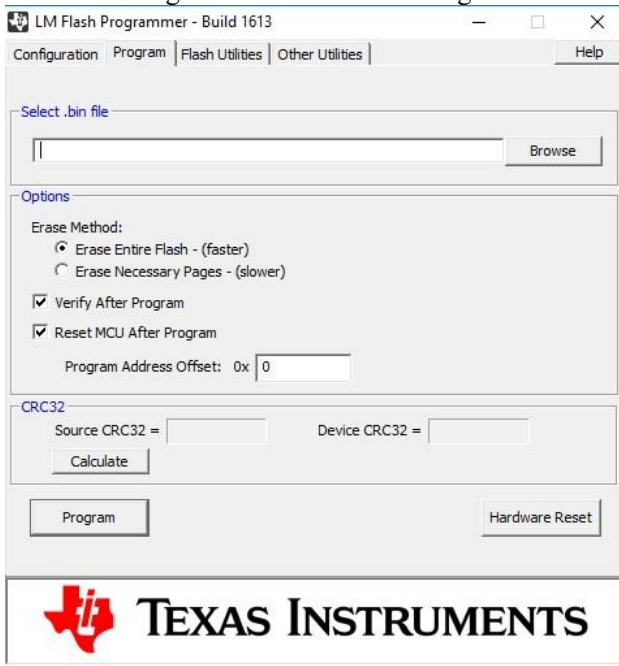 LM Flash Programmer - Build 1613
Configuration Program Flash Utilities Other Utilities Help
Select .bin file
Browse
Options
Erase Method:
Erase Entire Flash - (faster)
Erase Necessary Pages - (slower)
Verify After Program
Reset MCU After Program
Program Address Offset: 0x 0
CRC32
Source CRC32 = Device CRC32 =
Calculate
Program Hardware Reset
TEXAS INSTRUMENTS